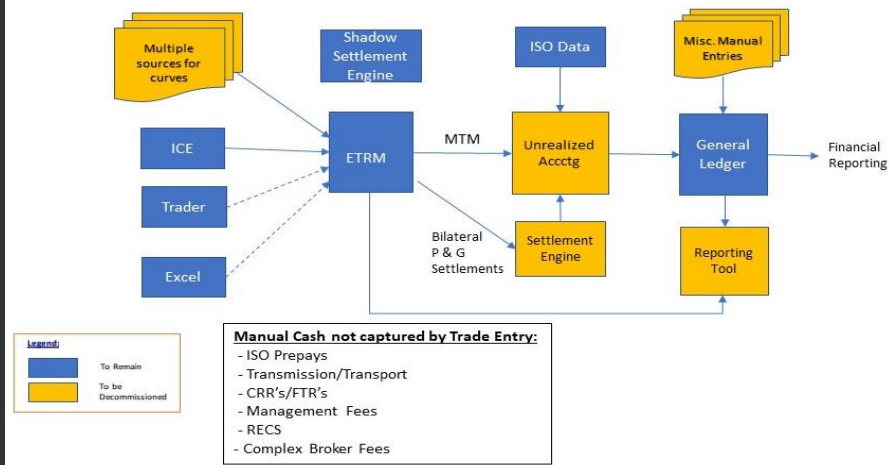 Multiple
sources for
curves
Shadow
Settlement
Engine
ISO Data
Misc. Manual
Entries
ICE
Trader
Excel
ETRM
MTM
Unrealized
Accctg
General
Ledger
Financial
Reporting
Bilateral
P & G
Settlements
Settlement
Engine
Reporting
Tool
Legend:
To Remain
To be
Decommissioned
Manual Cash not captured by Trade Entry:
- ISO Prepays
- Transmission/Transport
- CRR's/FTR's
- Management Fees
- RECS
- Complex Broker Fees